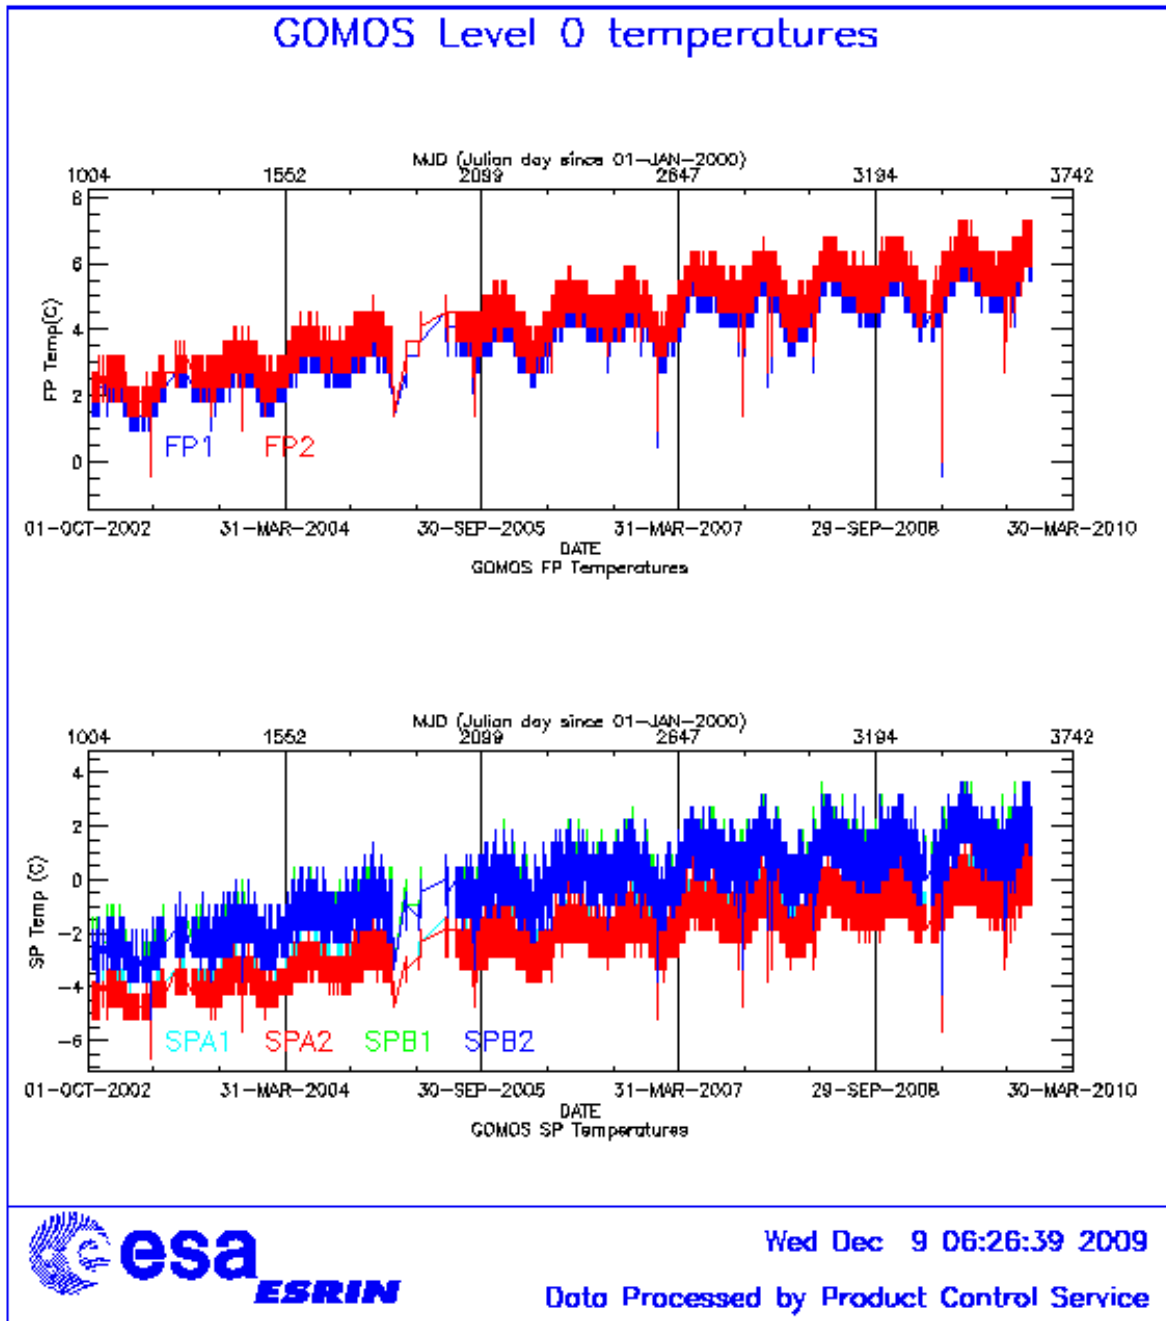 GOMOS Level 0 temperatures
MJD (Julian day since 01-JAN-2000)
1004 1552 2099 2647 3194 3742
8
6
4
2
0
FP Temp(C)
FP1 FP2
01-OCT-2002 31-MAR-2004 30-SEP-2005 31-MAR-2007 29-SEP-2008 30-MAR-2010
DATE
GOMOS FP Temperatures
MJD (Julian day since 01-JAN-2000)
1004 1552 2099 2647 3194 3742
4
2
0
-2
-4
-6
SP Temp (C)
SPA1 SPA2 SPB1 SPB2
01-OCT-2002 31-MAR-2004 30-SEP-2005 31-MAR-2007 29-SEP-2008 30-MAR-2010
DATE
GOMOS SP Temperatures
esa
ESRIN
Wed Dec 9 06:26:39 2009
Data Processed by Product Control Service